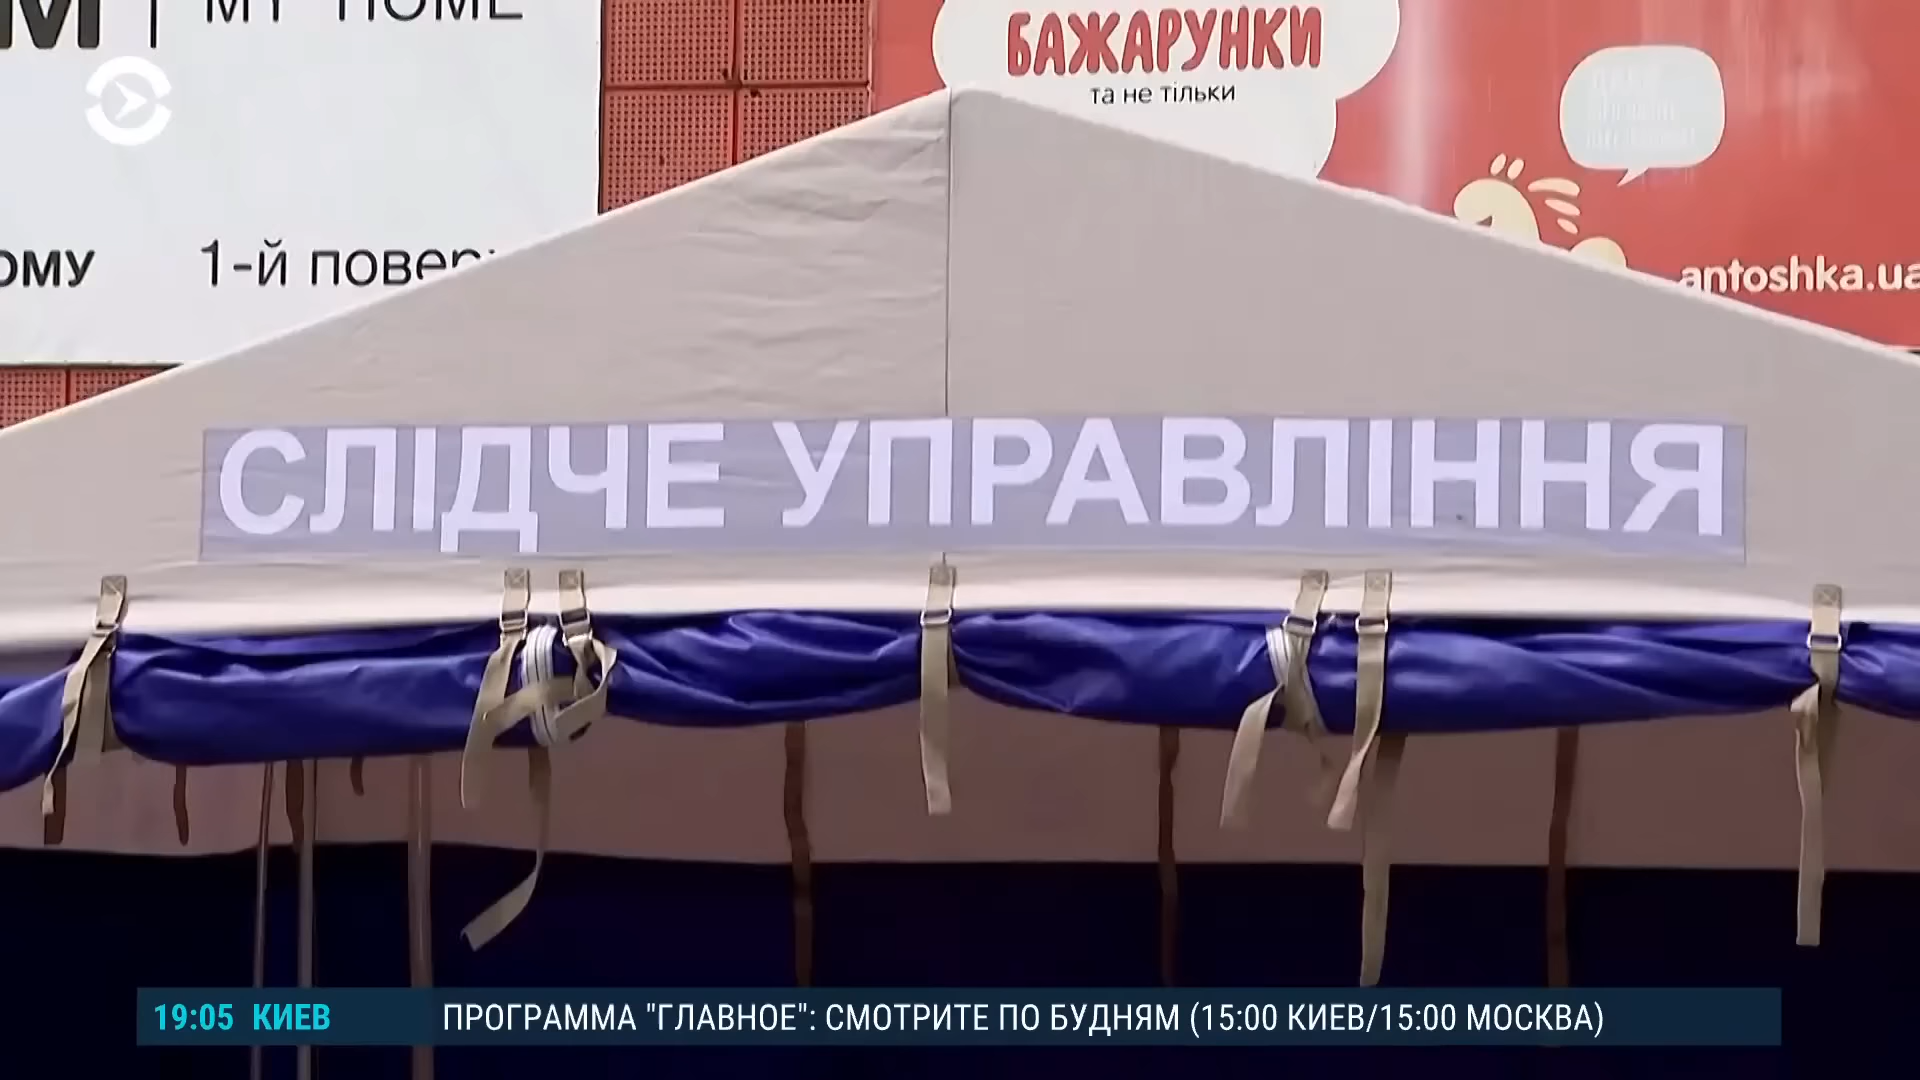 MY HOME
БАЖАРУНКИ
та не тільки
ОМУ 1-й повер
antoshka.ua
СЛІДЧЕ УПРАВЛІННЯ
19:05 КИЕВ ПРОГРАММА "ГЛАВНОЕ": СМОТРИТЕ ПО БУДНЯМ (15:00 КИЕВ/15:00 МОСКВА)